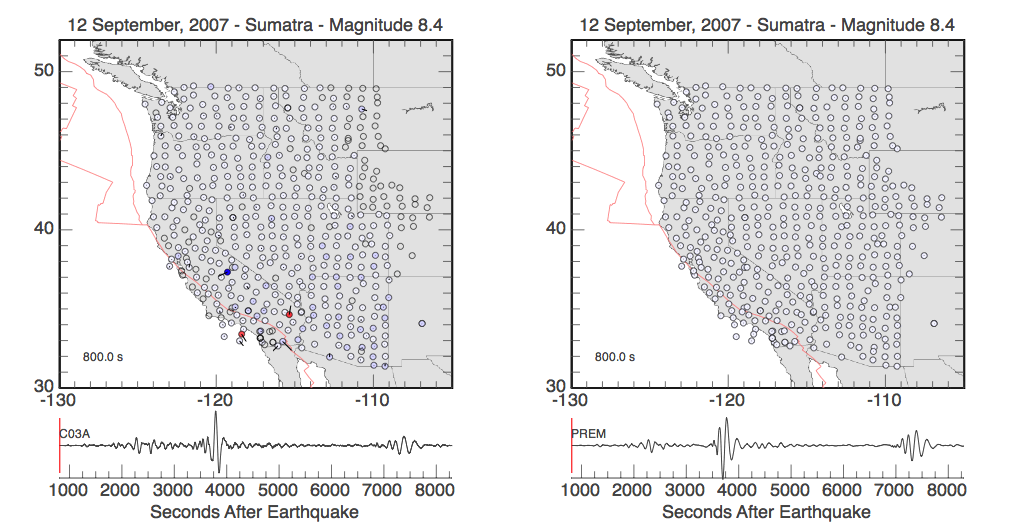 12 September, 2007 - Sumatra - Magnitude 8.4
50
40
30
800.0 s
-130 -120 -110
C03A
1000 2000 3000 4000 5000 6000 7000 8000
Seconds After Earthquake
12 September, 2007 - Sumatra - Magnitude 8.4
50
40
30
800.0 s
-130 -120 -110
PREM
1000 2000 3000 4000 5000 6000 7000 8000
Seconds After Earthquake